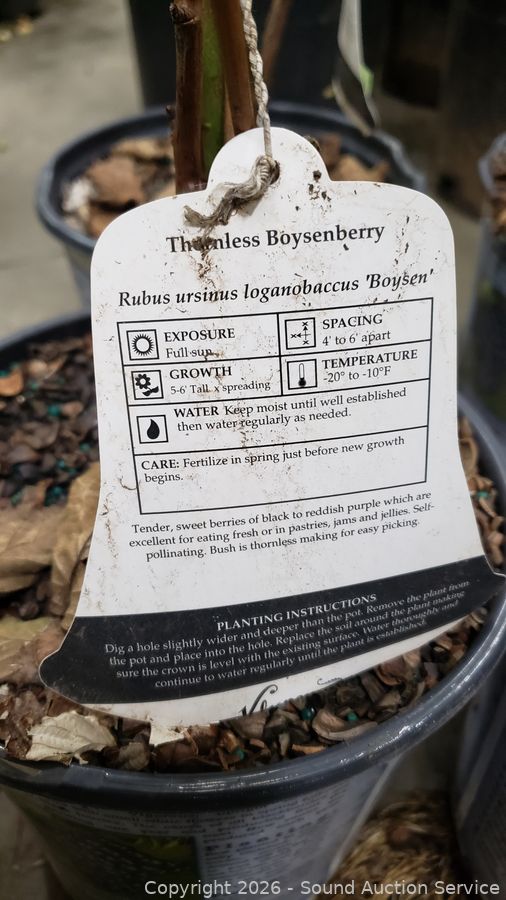 Thornless Boysenberry
Rubus ursinus loganobaccus 'Boysen'
EXPOSURE
Full sun
SPACING
4' to 6' apart
GROWTH
5-6' Tall x spreading
TEMPERATURE
-20° to -10°F
WATER Keep moist until well established
then water regularly as needed.
CARE: Fertilize in spring just before new growth
begins.
Tender, sweet berries of black to reddish purple which are
excellent for eating fresh or in pastries, jams and jellies. Self-
pollinating. Bush is thornless making for easy picking.
PLANTING INSTRUCTIONS
Dig a hole slightly wider and deeper than the pot. Remove the plant from
the pot and place into the hole. Replace the soil around the plant making
sure the crown is level with the existing surface. Water thoroughly and
continue to water regularly until the plant is established.
Copyright 2026 - Sound Auction Service